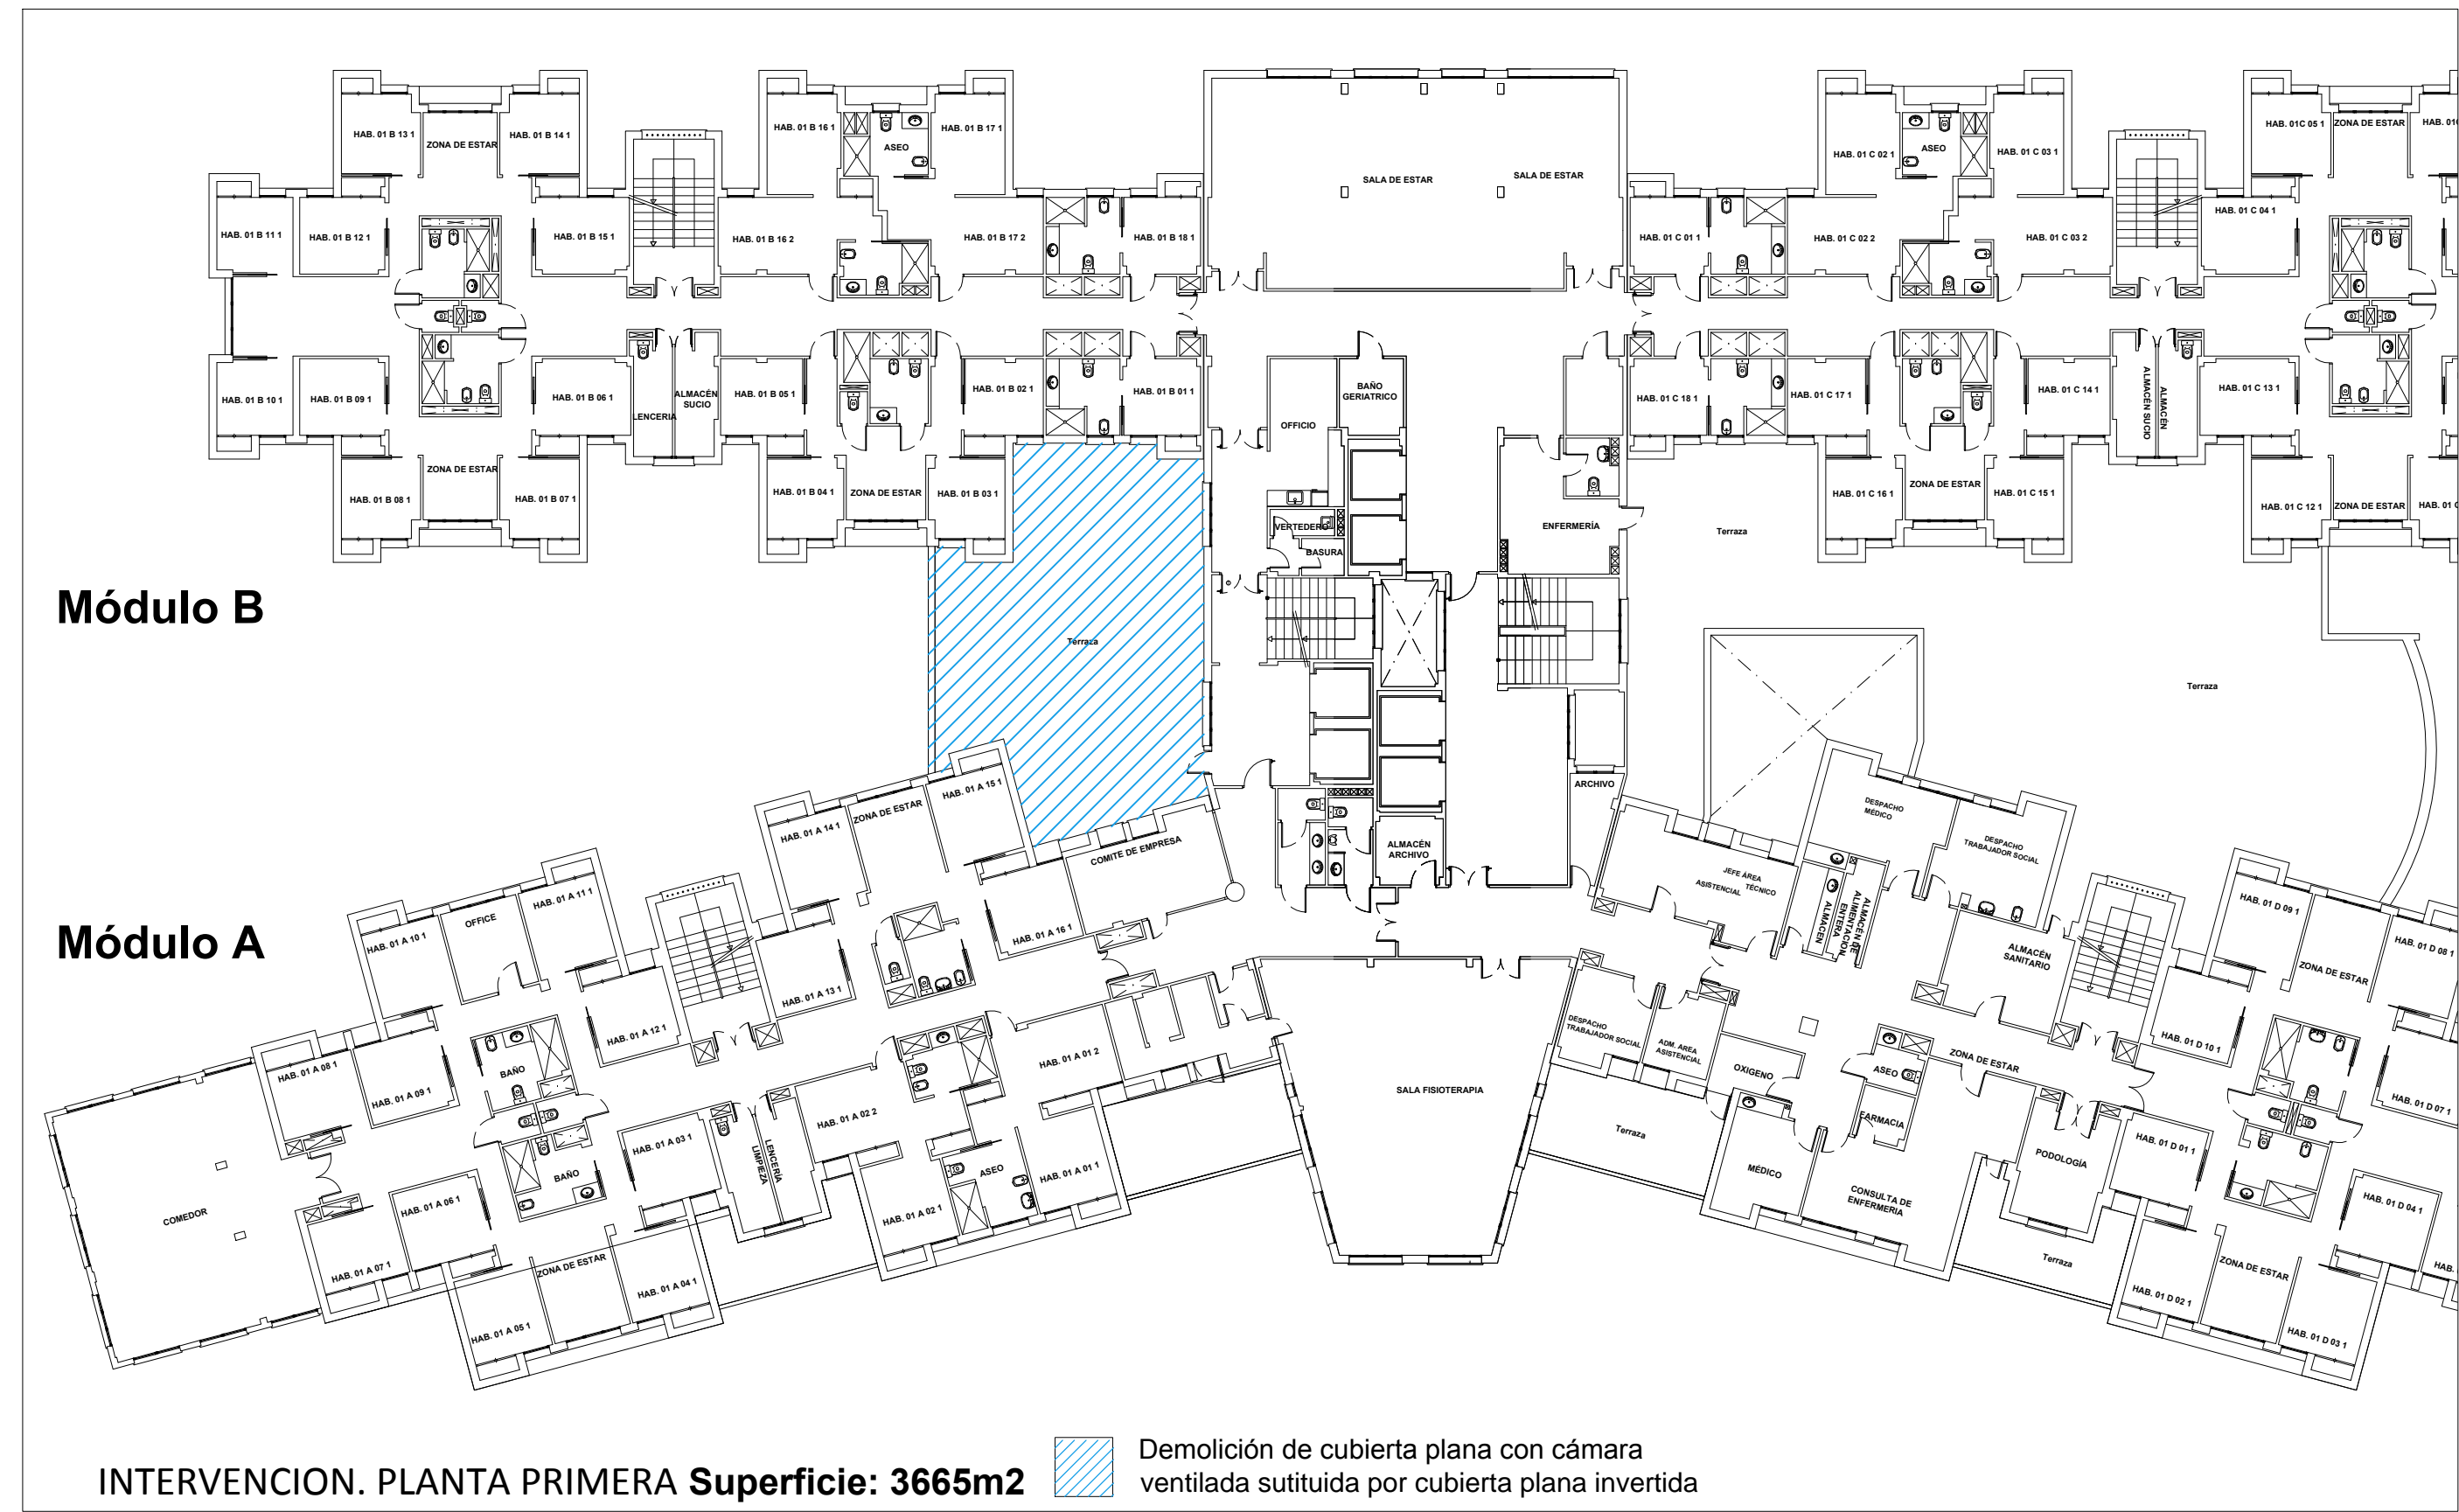 HAB. 01 B 13 1
ZONA DE ESTAR
HAB. 01 B 14 1
HAB. 01 B 16 1
ASEO
HAB. 01 B 17 1
SALA DE ESTAR
SALA DE ESTAR
HAB. 01 C 02 1
ASEO
HAB. 01 C 03 1
HAB. 01C 05 1
ZONA DE ESTAR
HAB. 01
HAB. 01 B 11 1
HAB. 01 B 12 1
HAB. 01 B 15 1
HAB. 01 B 16 2
HAB. 01 B 17 2
HAB. 01 B 18 1
HAB. 01 C 01 1
HAB. 01 C 02 2
HAB. 01 C 03 2
HAB. 01 C 04 1
HAB. 01 B 10 1
HAB. 01 B 09 1
HAB. 01 B 06 1
LENCERIA
ALMACÉN
SUCIO
HAB. 01 B 05 1
HAB. 01 B 02 1
HAB. 01 B 01 1
OFFICIO
BAÑO
GERIATRICO
HAB. 01 C 18 1
HAB. 01 C 17 1
HAB. 01 C 14 1
ALMACÉN SUCIO
ALMACÉN
HAB. 01 C 13 1
HAB. 01 B 08 1
ZONA DE ESTAR
HAB. 01 B 07 1
HAB. 01 B 04 1
ZONA DE ESTAR
HAB. 01 B 03 1
VERTEDERO
BASURA
ENFERMERÍA
Terraza
HAB. 01 C 16 1
ZONA DE ESTAR
HAB. 01 C 15 1
HAB. 01 C 12 1
ZONA DE ESTAR
HAB. 01
Módulo B
Terraza
Terraza
ARCHIVO
ALMACÉN
ARCHIVO
Módulo A
HAB. 01 A 10 1
OFFICE
HAB. 01 A 11 1
HAB. 01 A 14 1
ZONA DE ESTAR
HAB. 01 A 15 1
COMITE DE EMPRESA
HAB. 01 A 16 1
HAB. 01 A 13 1
HAB. 01 A 12 1
HAB. 01 A 08 1
HAB. 01 A 09 1
BAÑO
BAÑO
COMEDOR
HAB. 01 A 07 1
HAB. 01 A 06 1
HAB. 01 A 05 1
ZONA DE ESTAR
HAB. 01 A 04 1
HAB. 01 A 03 1
LENCERÍA
LIMPIEZA
HAB. 01 A 02 2
HAB. 01 A 02 1
ASEO
HAB. 01 A 01 2
HAB. 01 A 01 1
SALA FISIOTERAPIA
JEFE ÁREA
TÉCNICO
ASISTENCIAL
DESPACHO
MÉDICO
DESPACHO
TRABAJADOR SOCIAL
ALMACEN
ALMACEN DE
ALIMENTACION
ENTERA
ALMACÉN
SANITARIO
DESPACHO
TRABAJADOR SOCIAL
ADM. AREA
ASISTENCIAL
OXIGENO
ASEO
FARMACIA
ZONA DE ESTAR
Terraza
MÉDICO
CONSULTA DE
ENFERMERIA
PODOLOGÍA
Terraza
HAB. 01 D 09 1
ZONA DE ESTAR
HAB. 01 D 08 1
HAB. 01 D 10 1
HAB. 01 D 07 1
HAB. 01 D 01 1
HAB. 01 D 04 1
HAB.
HAB. 01 D 02 1
ZONA DE ESTAR
HAB. 01 D 03 1
INTERVENCION. PLANTA PRIMERA Superficie: 3665m2
Demolición de cubierta plana con cámara
ventilada sutituida por cubierta plana invertida